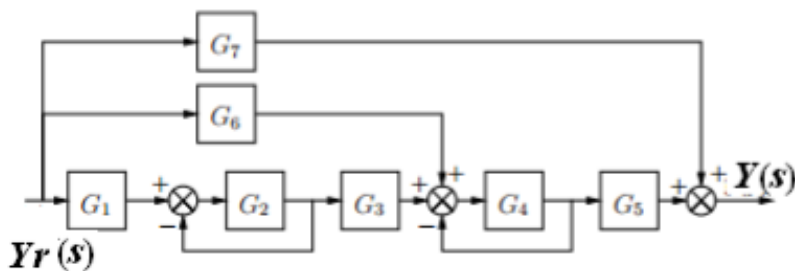 G₇
G₆
+ +
+ + + Y(s)
G₁ G₂ G₃ G₄ G₅
− −
Yr (s)